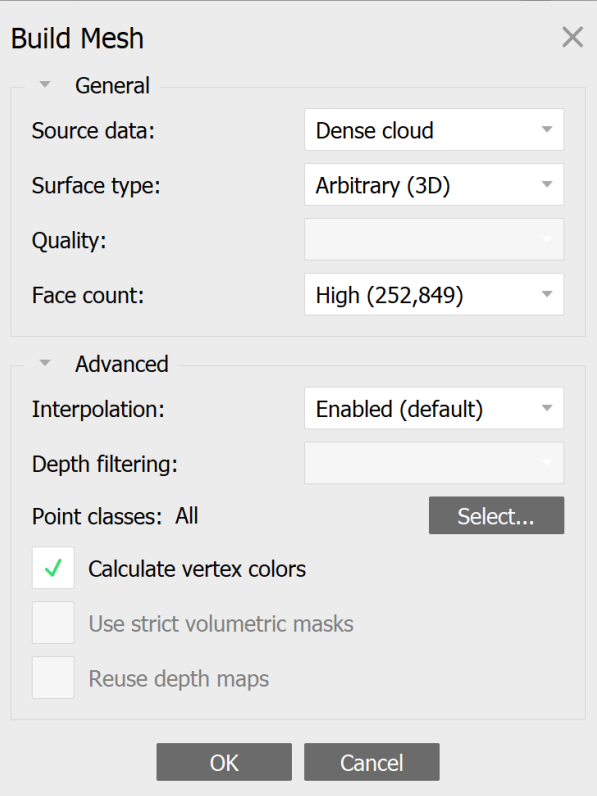 Build Mesh
General
Source data: Dense cloud
Surface type: Arbitrary (3D)
Quality:
Face count: High (252,849)
Advanced
Interpolation: Enabled (default)
Depth filtering:
Point classes: All Select...
Calculate vertex colors
Use strict volumetric masks
Reuse depth maps
OK Cancel